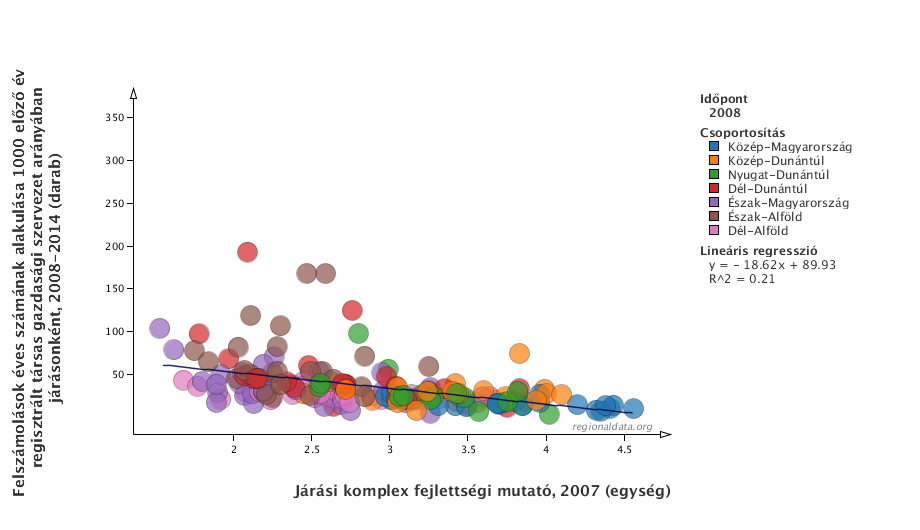 Felszámolások éves számának alakulása 1000 előző év
regisztrált társas gazdasági szervezet arányában
járásonként, 2008-2014 (darab)
350
300
250
200
150
100
50
2
2.5
3
3.5
4
4.5
regionaldata.org
Járási komplex fejlettségi mutató, 2007 (egység)
Időpont
2008
Csoportosítás
Közép-Magyarország
Közép-Dunántúl
Nyugat-Dunántúl
Dél-Dunántúl
Észak-Magyarország
Észak-Alföld
Dél-Alföld
Lineáris regresszió
y = - 18.62x + 89.93
R^2 = 0.21